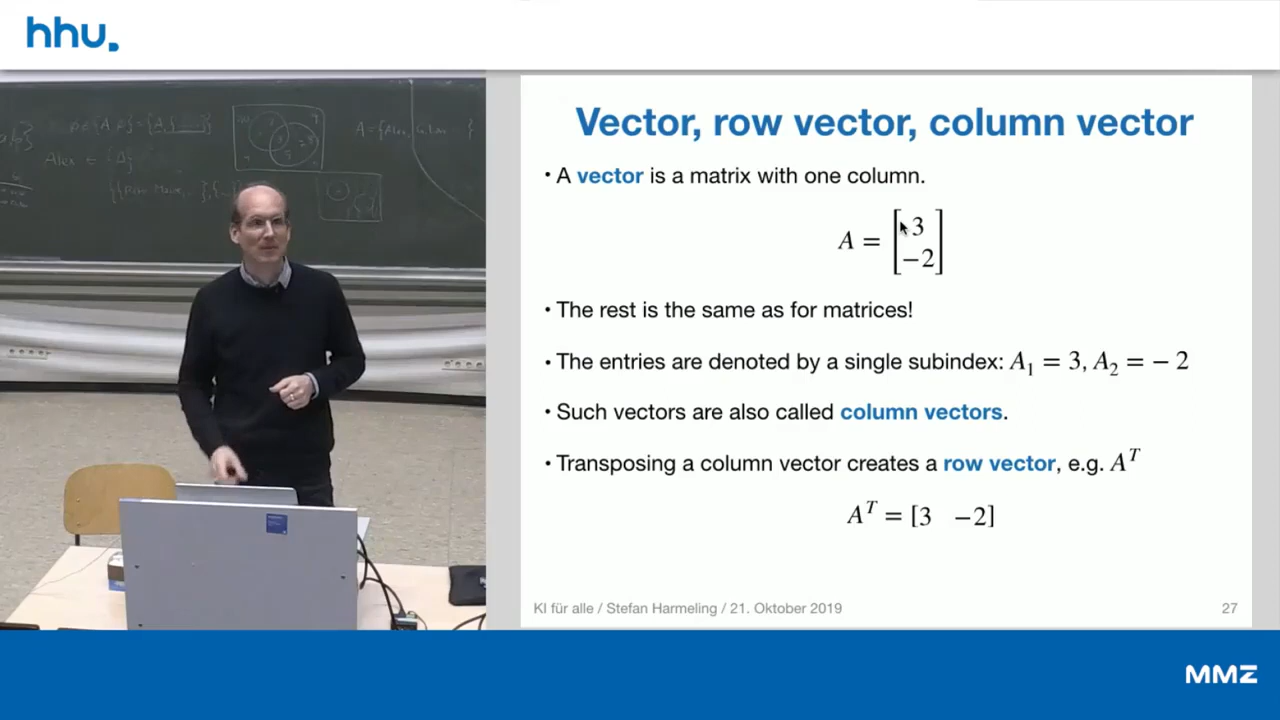 hhu.
Vector, row vector, column vector
• A vector is a matrix with one column.
A = [3
−2]
• The rest is the same as for matrices!
• The entries are denoted by a single subindex: A₁ = 3, A₂ = − 2
• Such vectors are also called column vectors.
• Transposing a column vector creates a row vector, e.g. Aᵀ
Aᵀ = [3 −2]
KI für alle / Stefan Harmeling / 21. Oktober 2019
27
Alex ∈
MMZ